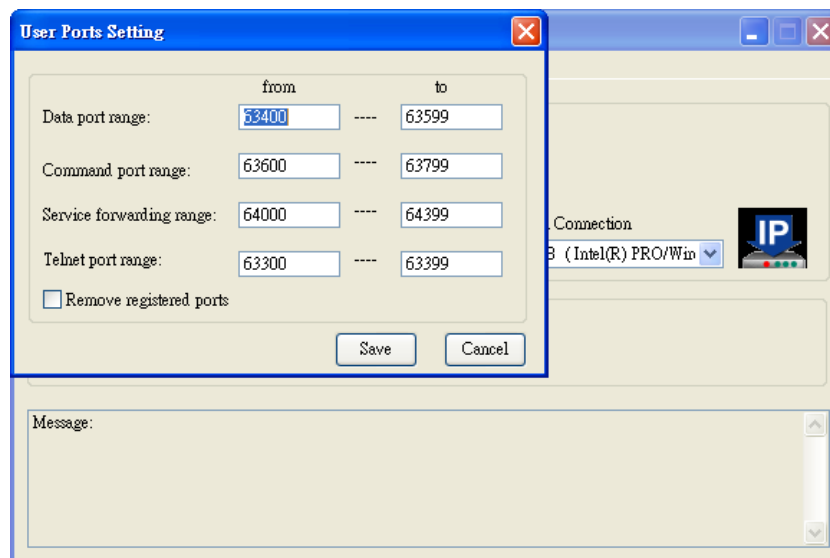 User Ports Setting
from to
Data port range: 63400 ---- 63599
Command port range: 63600 ---- 63799
Service forwarding range: 64000 ---- 64399
Telnet port range: 63300 ---- 63399
Remove registered ports
Save Cancel
Connection
(Intel(R) PRO/Win
IP
Message: